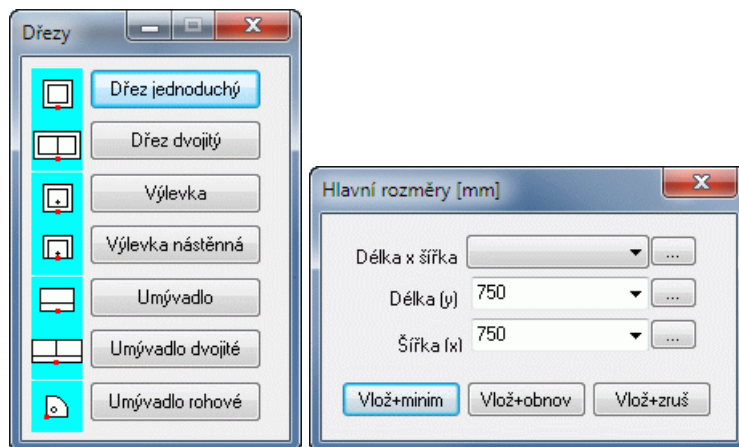 Dřezy
Dřez jednoduchý
Dřez dvojitý
Výlevka
Výlevka nástěnná
Umývadlo
Umývadlo dvojité
Umývadlo rohové
Hlavní rozměry [mm]
Délka x šířka ...
Délka (y) 750 ...
Šířka (x) 750 ...
Vlož+minim Vlož+obnov Vlož+zruš